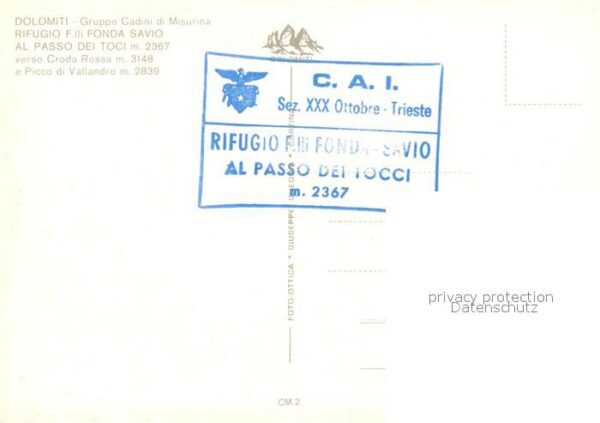 DOLOMITI - Gruppo Cadini di Misurina
RIFUGIO F.lli FONDA SAVIO
AL PASSO DEI TOCI m. 2367
verso Croda Rossa m. 3148
e Picco di Vallandro m. 2839
DOLOMITI
C. A. I.
Sez. XXX Ottobre - Trieste
RIFUGIO F.lli FONDA - SAVIO
AL PASSO DEI TOCCI
m. 2367
FOTO-OTTICA • GIUSEPPE
CM.2
privacy protection
Datenschutz